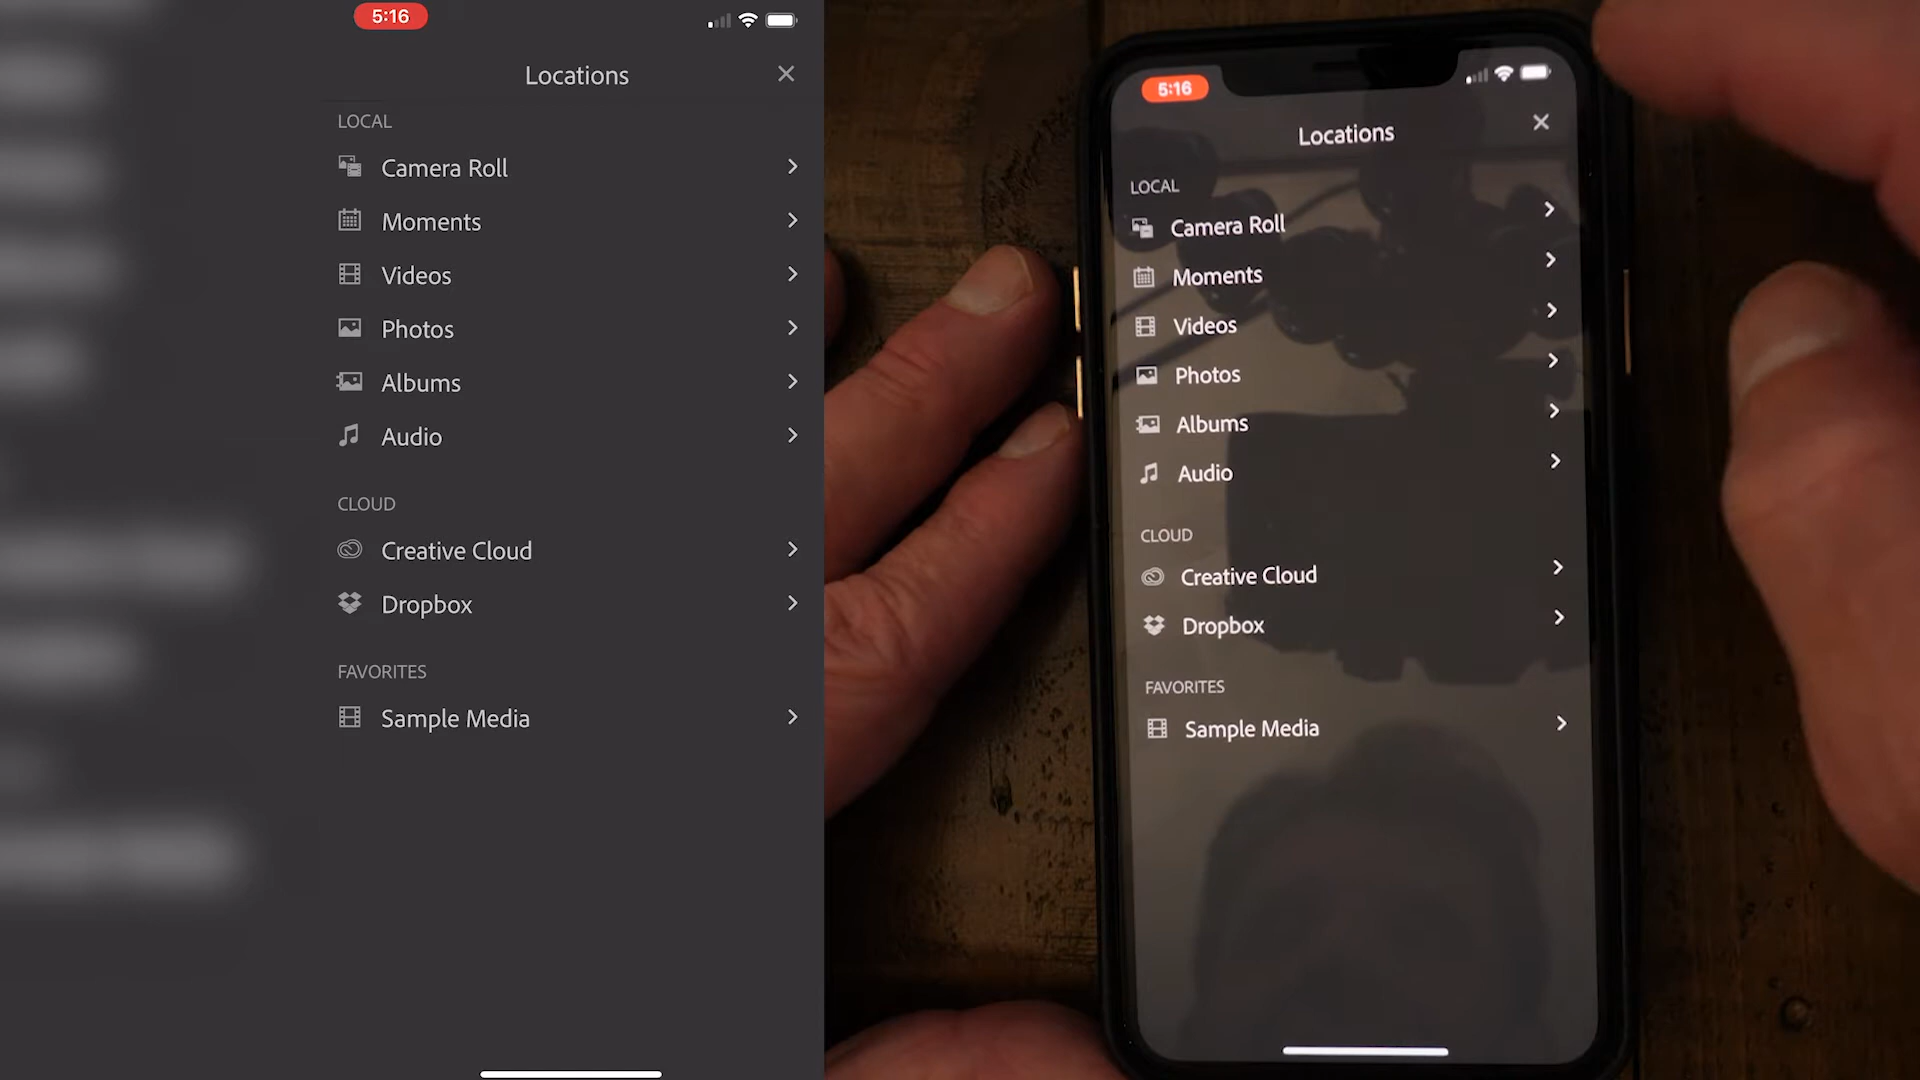 5:16
Locations
LOCAL
Camera Roll
Moments
Videos
Photos
Albums
Audio
CLOUD
Creative Cloud
Dropbox
FAVORITES
Sample Media
5:16
Locations
LOCAL
Camera Roll
Moments
Videos
Photos
Albums
Audio
CLOUD
Creative Cloud
Dropbox
FAVORITES
Sample Media